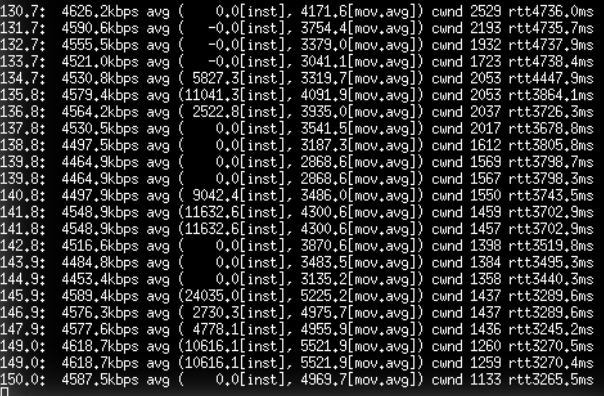 130.7:  4626.2kbps avg (    0.0[inst], 4171.6[mov.avg]) cwnd 2529 rtt4736.0ms
131.7:  4590.6kbps avg (   -0.0[inst], 3754.4[mov.avg]) cwnd 2193 rtt4735.7ms
132.7:  4555.5kbps avg (   -0.0[inst], 3379.0[mov.avg]) cwnd 1932 rtt4737.9ms
133.7:  4521.0kbps avg (   -0.0[inst], 3041.1[mov.avg]) cwnd 1723 rtt4738.4ms
134.7:  4530.8kbps avg ( 5827.3[inst], 3319.7[mov.avg]) cwnd 2053 rtt4447.9ms
135.8:  4579.4kbps avg (11041.3[inst], 4091.9[mov.avg]) cwnd 2053 rtt3864.1ms
136.8:  4564.2kbps avg ( 2522.8[inst], 3935.0[mov.avg]) cwnd 2037 rtt3726.3ms
137.8:  4530.5kbps avg (    0.0[inst], 3541.5[mov.avg]) cwnd 2017 rtt3678.8ms
138.8:  4497.5kbps avg (    0.0[inst], 3187.3[mov.avg]) cwnd 1612 rtt3805.8ms
139.8:  4464.9kbps avg (    0.0[inst], 2868.6[mov.avg]) cwnd 1569 rtt3798.7ms
139.8:  4464.9kbps avg (    0.0[inst], 2868.6[mov.avg]) cwnd 1567 rtt3798.3ms
140.8:  4497.9kbps avg ( 9042.4[inst], 3486.0[mov.avg]) cwnd 1550 rtt3743.5ms
141.8:  4548.9kbps avg (11632.6[inst], 4300.6[mov.avg]) cwnd 1459 rtt3702.9ms
141.8:  4548.9kbps avg (11632.6[inst], 4300.6[mov.avg]) cwnd 1457 rtt3702.9ms
142.8:  4516.6kbps avg (    0.0[inst], 3870.6[mov.avg]) cwnd 1398 rtt3519.8ms
143.9:  4484.8kbps avg (    0.0[inst], 3483.5[mov.avg]) cwnd 1384 rtt3495.3ms
144.9:  4453.4kbps avg (    0.0[inst], 3135.2[mov.avg]) cwnd 1358 rtt3440.3ms
145.9:  4589.4kbps avg (24035.0[inst], 5225.2[mov.avg]) cwnd 1437 rtt3289.6ms
146.9:  4576.3kbps avg ( 2730.3[inst], 4975.7[mov.avg]) cwnd 1437 rtt3289.6ms
147.9:  4577.6kbps avg ( 4778.1[inst], 4955.9[mov.avg]) cwnd 1436 rtt3245.2ms
149.0:  4618.7kbps avg (10616.1[inst], 5521.9[mov.avg]) cwnd 1260 rtt3270.5ms
149.0:  4618.7kbps avg (10616.1[inst], 5521.9[mov.avg]) cwnd 1259 rtt3270.4ms
150.0:  4587.5kbps avg (    0.0[inst], 4969.7[mov.avg]) cwnd 1133 rtt3265.5ms